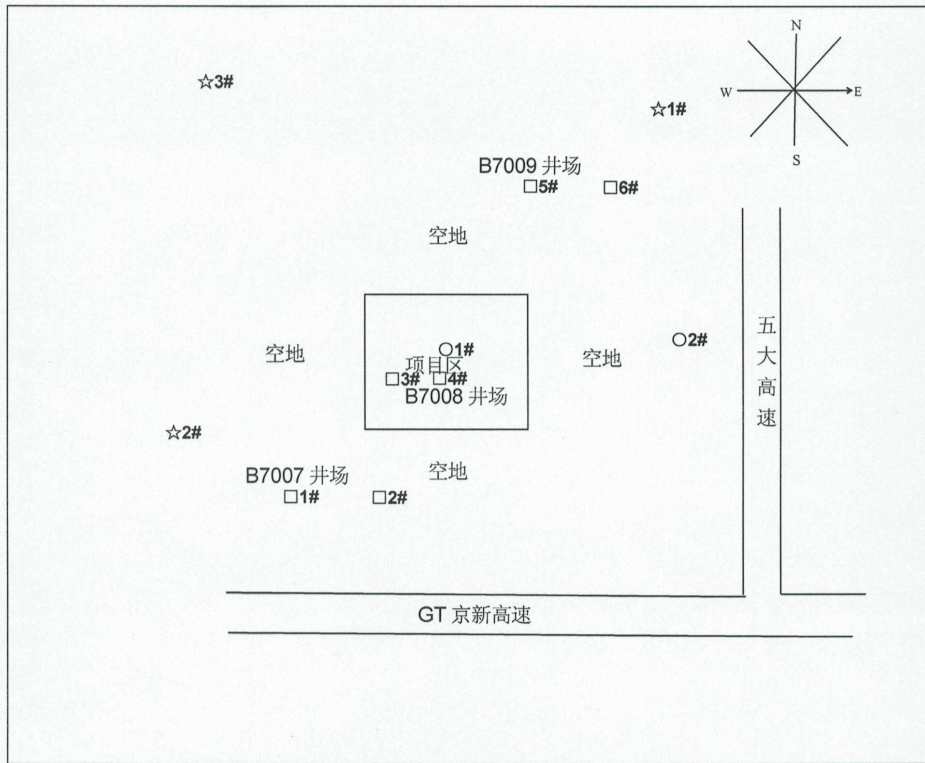 N
☆3#
W
E
☆1#
S
B7009 井场
□5#
□6#
空地
五大高速
○2#
空地
○1#
空地
项目区
□3#
□4#
B7008 井场
☆2#
空地
B7007 井场
□1#
□2#
GT 京新高速